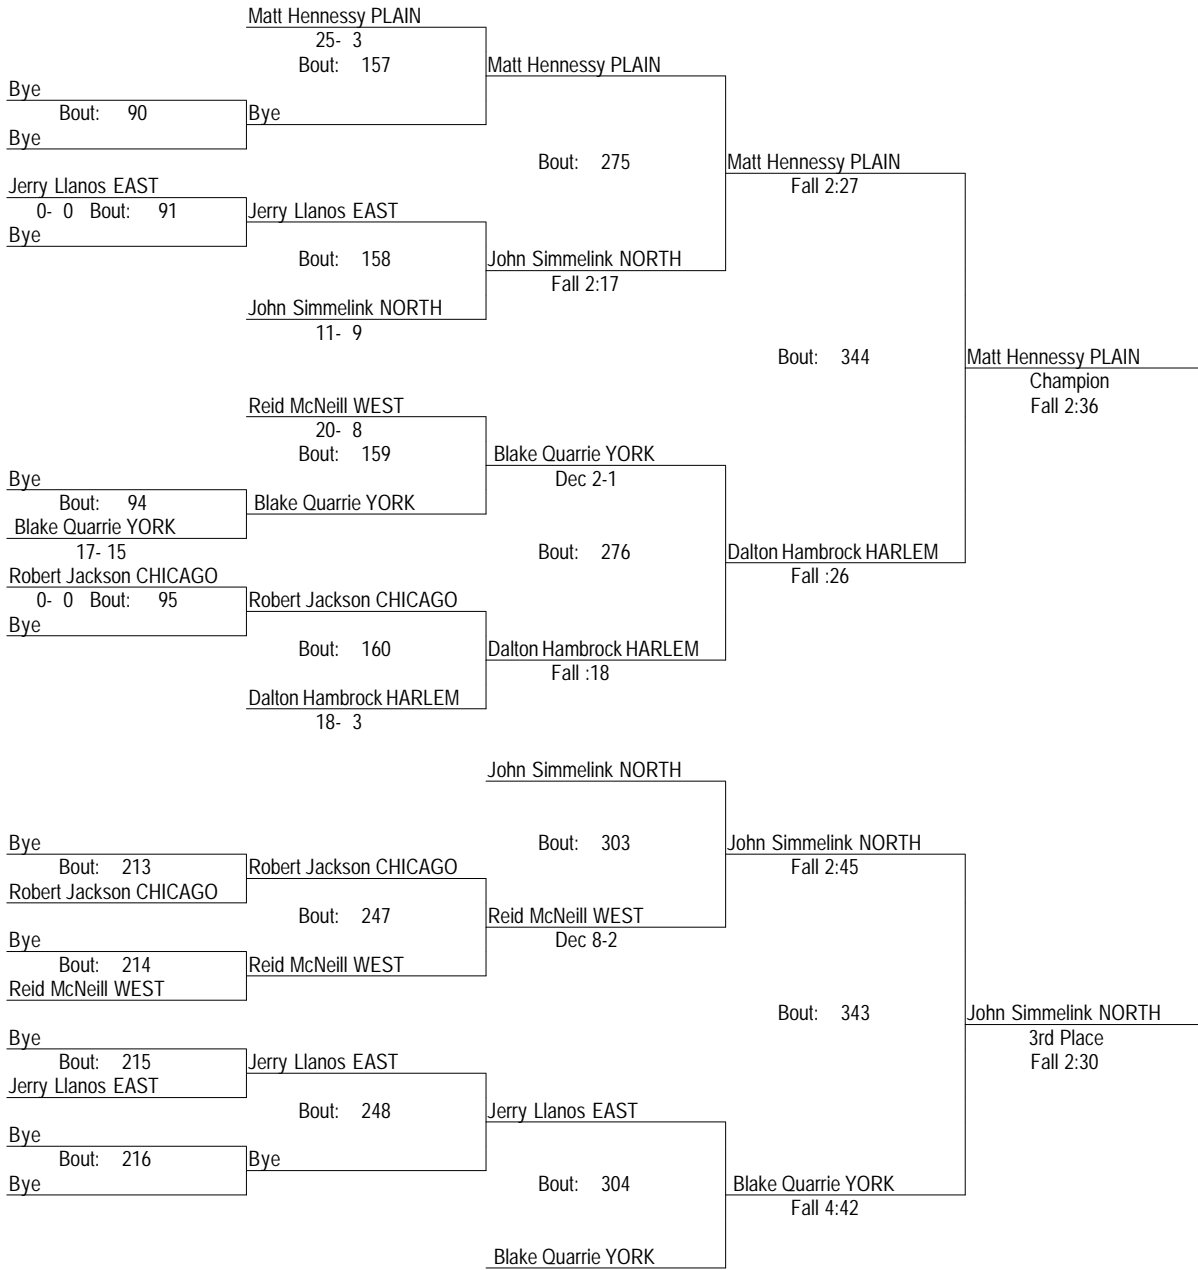 Matt Hennessy PLAIN
25- 3
Bout: 157
Matt Hennessy PLAIN
Bye
Bout: 90
Bye
Bye
Bout: 275
Matt Hennessy PLAIN
Fall 2:27
Jerry Llanos EAST
0- 0 Bout: 91
Jerry Llanos EAST
Bye
Bout: 158
John Simmelink NORTH
Fall 2:17
John Simmelink NORTH
11- 9
Bout: 344
Matt Hennessy PLAIN
Champion
Fall 2:36
Reid McNeill WEST
20- 8
Bout: 159
Blake Quarrie YORK
Dec 2-1
Bye
Bout: 94
Blake Quarrie YORK
Blake Quarrie YORK
17- 15
Bout: 276
Dalton Hambrock HARLEM
Fall :26
Robert Jackson CHICAGO
0- 0 Bout: 95
Robert Jackson CHICAGO
Bye
Bout: 160
Dalton Hambrock HARLEM
Fall :18
Dalton Hambrock HARLEM
18- 3
John Simmelink NORTH
Bye
Bout: 213
Robert Jackson CHICAGO
Robert Jackson CHICAGO
Bout: 303
John Simmelink NORTH
Fall 2:45
Bout: 247
Reid McNeill WEST
Dec 8-2
Bye
Bout: 214
Reid McNeill WEST
Reid McNeill WEST
Bout: 343
John Simmelink NORTH
3rd Place
Fall 2:30
Bye
Bout: 215
Jerry Llanos EAST
Jerry Llanos EAST
Bout: 248
Jerry Llanos EAST
Bye
Bout: 216
Bye
Bye
Bout: 304
Blake Quarrie YORK
Fall 4:42
Blake Quarrie YORK